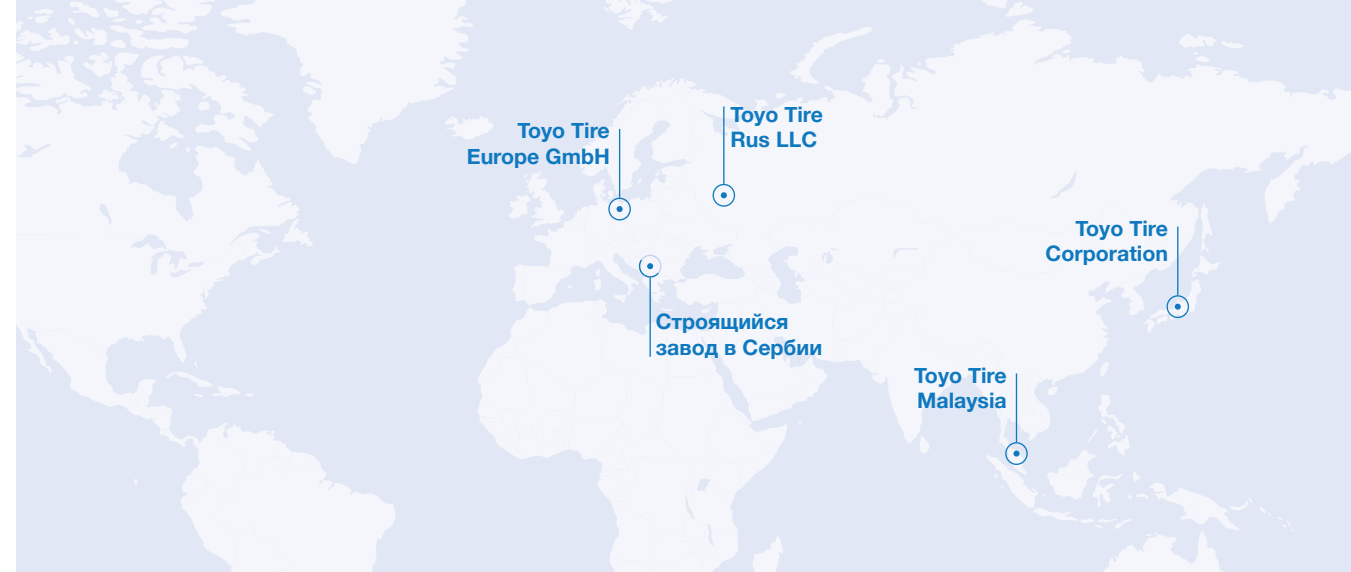 Toyo Tire
Europe GmbH
Toyo Tire
Rus LLC
Toyo Tire
Corporation
Строящийся
завод в Сербии
Toyo Tire
Malaysia